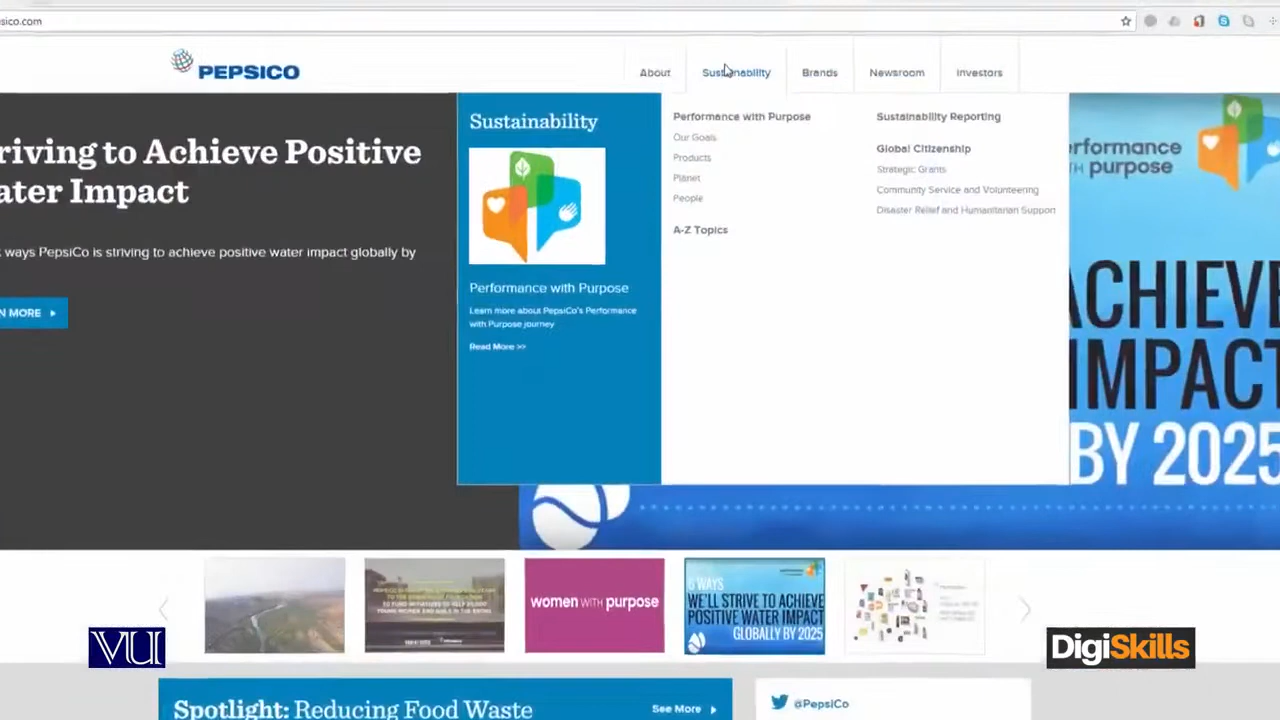 sico.com
PEPSICO
About
Sustainability
Brands
Newsroom
Investors
riving to Achieve Positive
ater Impact
ways PepsiCo is striving to achieve positive water impact globally by
N MORE
Sustainability
Performance with Purpose
Learn more about PepsiCo's Performance
with Purpose journey
Read More >>
Performance with Purpose
Our Goals
Products
Planet
People
A-Z Topics
Sustainability Reporting
Global Citizenship
Strategic Grants
Community Service and Volunteering
Disaster Relief and Humanitarian Support
erformance
TH purpose
ACHIEVE
IMPACT
BY 2025
women WITH purpose
6 WAYS
WE'LL STRIVE TO ACHIEVE
POSITIVE WATER IMPACT
GLOBALLY BY 2025
VU
DigiSkills
Spotlight: Reducing Food Waste
See More
@PepsiCo